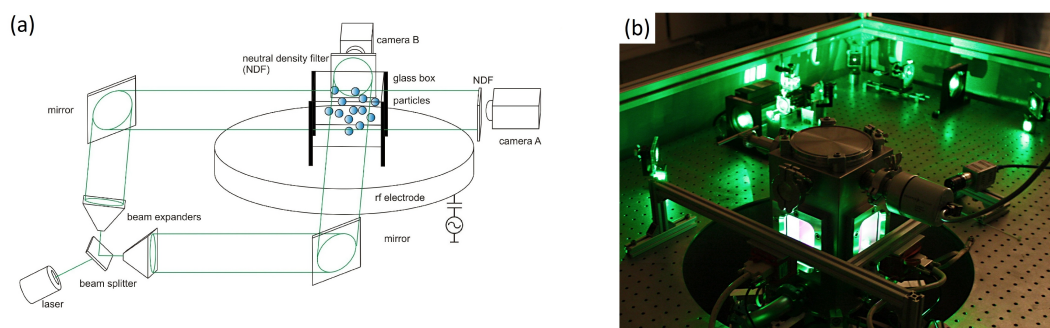 (a)
camera B
neutral density filter
(NDF)
glass box
NDF
mirror
particles
camera A
rf electrode
beam expanders
mirror
beam splitter
laser
(b)